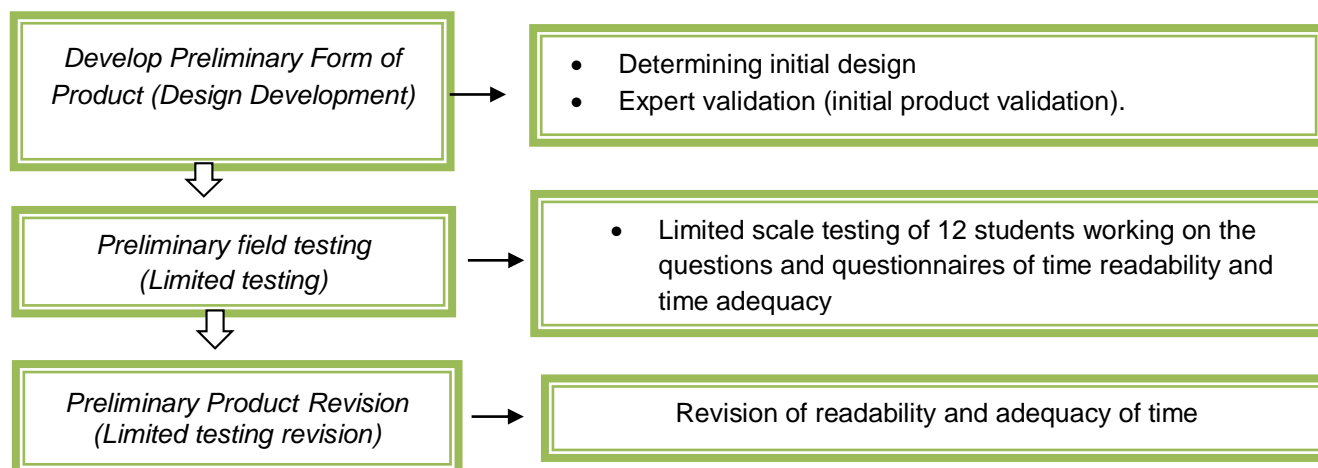 Develop Preliminary Form of
Product (Design Development)
• Determining initial design
• Expert validation (initial product validation).
Preliminary field testing
(Limited testing)
• Limited scale testing of 12 students working on the
questions and questionnaires of time readability and
time adequacy
Preliminary Product Revision
(Limited testing revision)
Revision of readability and adequacy of time